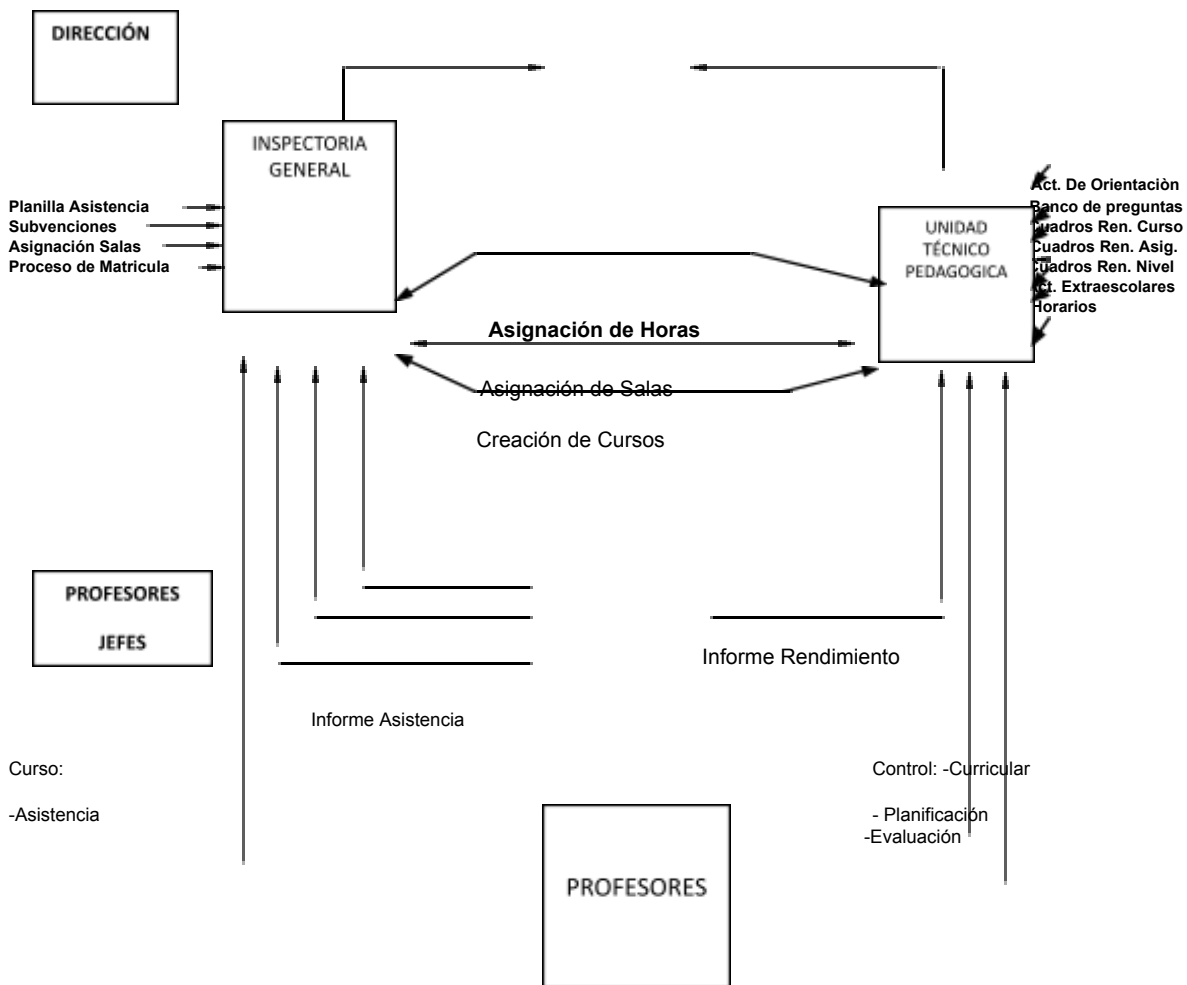 DIRECCIÓN
INSPECTORIA
GENERAL
Planilla Asistencia
Subvenciones
Asignación Salas
Proceso de Matricula
UNIDAD
TÉCNICO
PEDAGOGICA
Act. De Orientaciòn
Banco de preguntas
Cuadros Ren. Curso
Cuadros Ren. Asig.
Cuadros Ren. Nivel
Act. Extraescolares
Horarios
Asignación de Horas
Asignación de Salas
Creación de Cursos
PROFESORES
JEFES
Informe Rendimiento
Informe Asistencia
Curso:
-Asistencia
Control: -Curricular
- Planificación
-Evaluación
PROFESORES